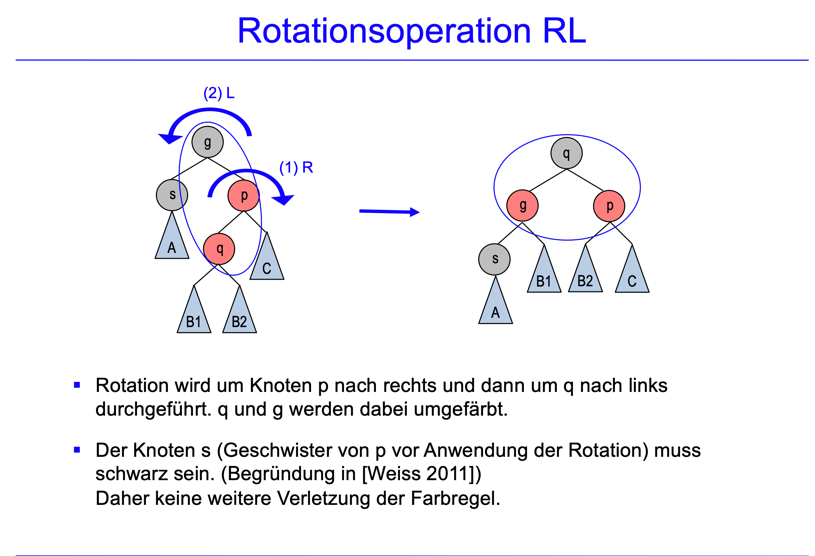 Rotationsoperation RL
(2) L
g
(1) R
s
p
A
q
C
B1
B2
q
g
p
s
B1
B2
C
A
Rotation wird um Knoten p nach rechts und dann um q nach links
durchgeführt. q und g werden dabei umgefärbt.
Der Knoten s (Geschwister von p vor Anwendung der Rotation) muss
schwarz sein. (Begründung in [Weiss 2011])
Daher keine weitere Verletzung der Farbregel.